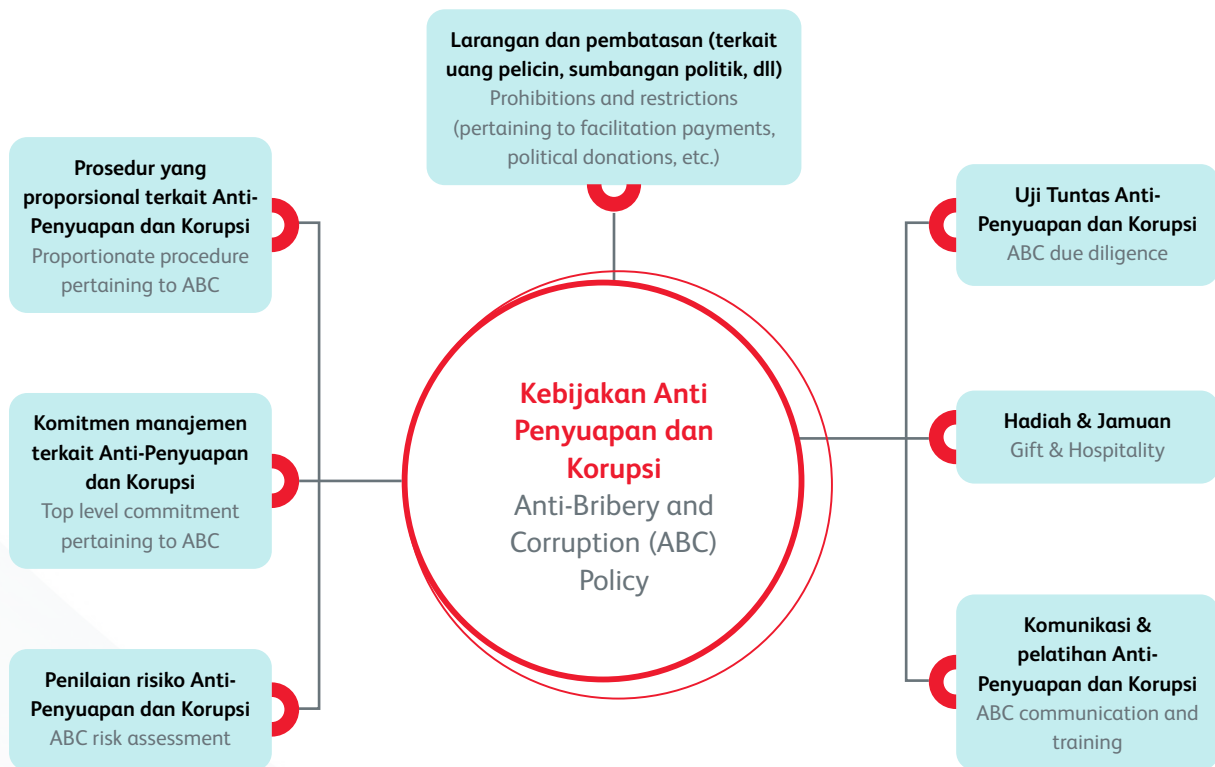 Larangan dan pembatasan (terkait
uang pelicin, sumbangan politik, dll)
Prohibitions and restrictions
(pertaining to facilitation payments,
political donations, etc.)
Prosedur yang
proporsional terkait Anti-
Penyuapan dan Korupsi
Proportionate procedure
pertaining to ABC
Komitmen manajemen
terkait Anti-Penyuapan
dan Korupsi
Top level commitment
pertaining to ABC
Penilaian risiko Anti-
Penyuapan dan Korupsi
ABC risk assessment
Kebijakan Anti
Penyuapan dan
Korupsi
Anti-Bribery and
Corruption (ABC)
Policy
Uji Tuntas Anti-
Penyuapan dan Korupsi
ABC due diligence
Hadiah & Jamuan
Gift & Hospitality
Komunikasi &
pelatihan Anti-
Penyuapan dan Korupsi
ABC communication and
training